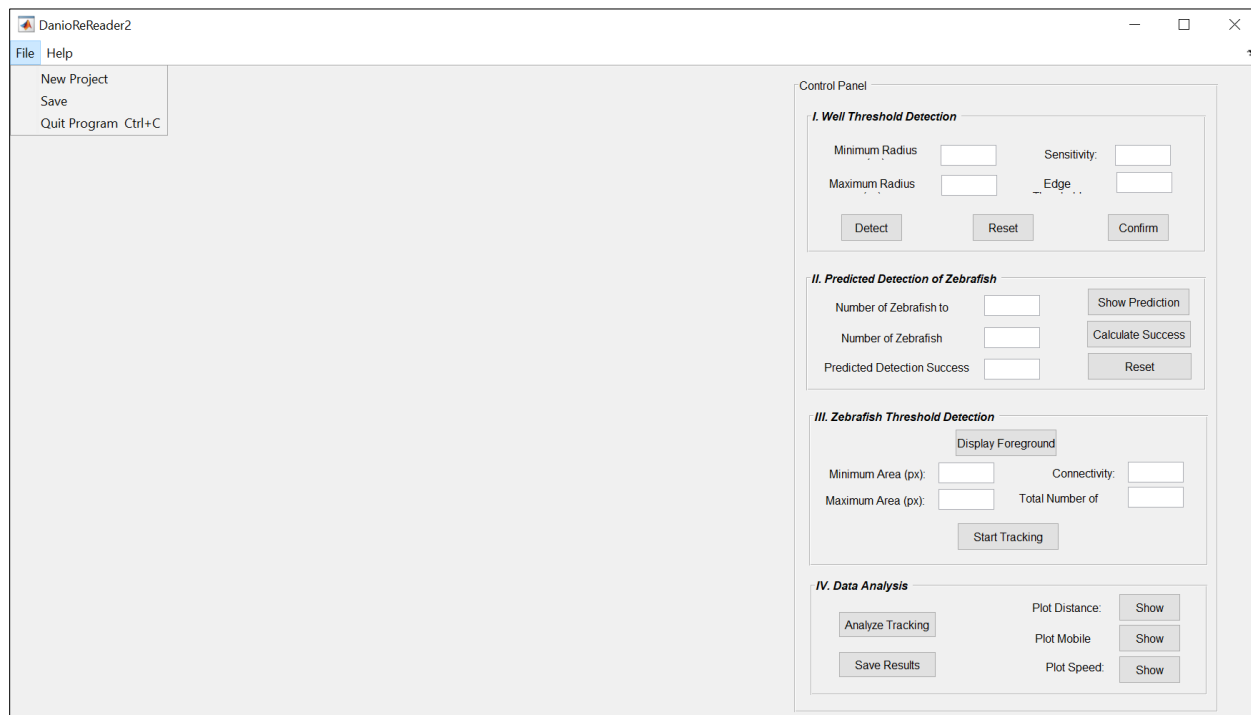 DanioReReader2
File Help
New Project
Save
Quit Program Ctrl+C
Control Panel
I. Well Threshold Detection
Minimum Radius
Sensitivity:
Maximum Radius
Edge
Detect
Reset
Confirm
II. Predicted Detection of Zebrafish
Number of Zebrafish to
Show Prediction
Number of Zebrafish
Calculate Success
Predicted Detection Success
Reset
III. Zebrafish Threshold Detection
Display Foreground
Minimum Area (px):
Connectivity:
Maximum Area (px):
Total Number of
Start Tracking
IV. Data Analysis
Plot Distance:
Show
Analyze Tracking
Plot Mobile
Show
Save Results
Plot Speed:
Show